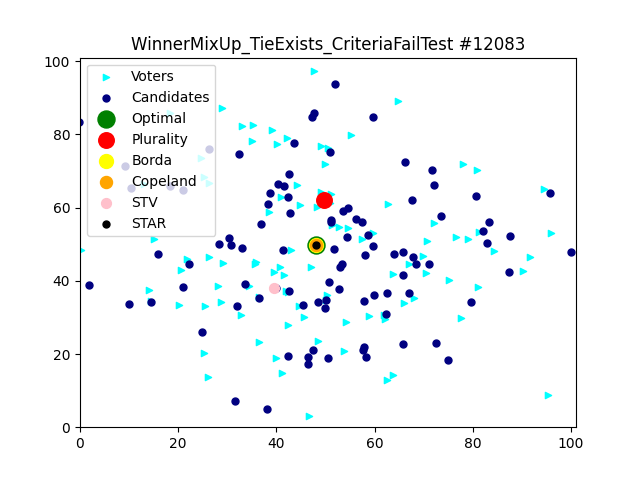 WinnerMixUp_TieExists_CriteriaFailTest #12083
100
80
60
40
20
0
Voters
Candidates
Optimal
Plurality
Borda
Copeland
STV
STAR
0 20 40 60 80 100